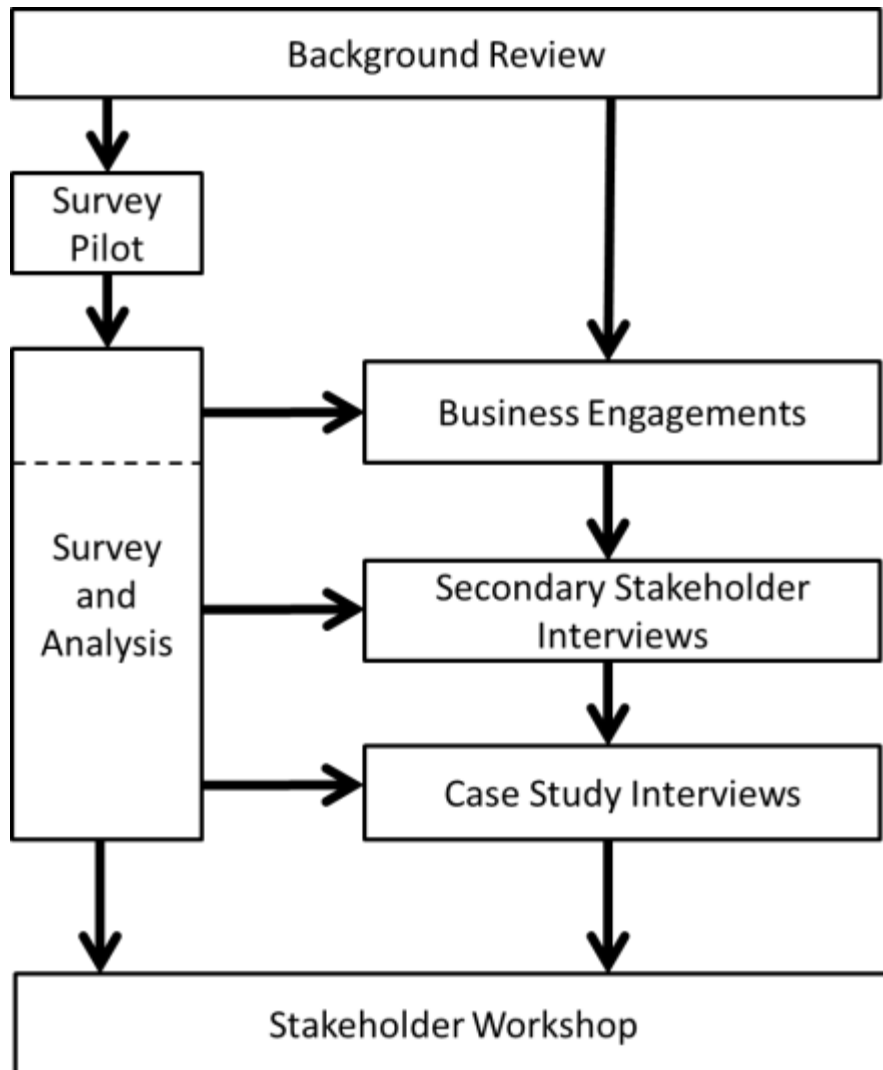 Background Review
Survey
Pilot
Business Engagements
Survey
and
Analysis
Secondary Stakeholder
Interviews
Case Study Interviews
Stakeholder Workshop